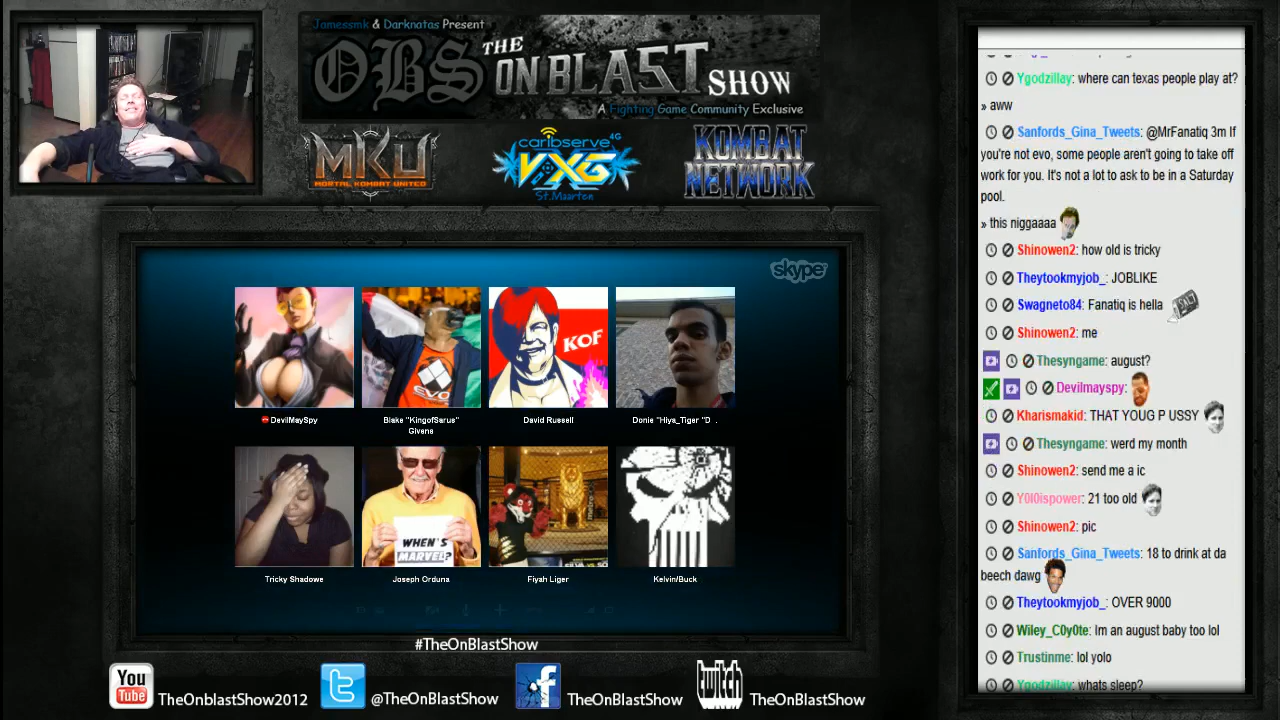 Jamessmk & Darknatas Present
OBS THE ON BLAST SHOW
A Fighting Game Community Exclusive
MKU
MORTAL KOMBAT UNITED
caribserve 4G
VXG
St.Maarten
KOMBAT
NETWORK
skype
KOF
EVO
DevilMaySpy
Blake "KingofSarus"
Givens
David Russell
Donie "Hiya_Tiger "D .
WHEN'S
MARVEL?
Tricky Shadowe
Joseph Orduna
Fiyah Liger
Kelvin/Buck
#TheOnBlastShow
You
Tube
TheOnblastShow2012
@TheOnBlastShow
TheOnBlastShow
twitch
TheOnBlastShow
Ygodzillay: where can texas people play at?
» aww
Sanfords_Gina_Tweets: @MrFanatiq 3m If
you're not evo, some people aren't going to take off
work for you. It's not a lot to ask to be in a Saturday
pool.
» this niggaaaa
Shinowen2: how old is tricky
Theytookmyjob_: JOBLIKE
Swagneto84: Fanatiq is hella
SALT
Shinowen2: me
Thesyngame: august?
Devilmayspy:
Kharismakid: THAT YOUG P USSY
Thesyngame: werd my month
Shinowen2: send me a ic
Y0l0ispower: 21 too old
Shinowen2: pic
Sanfords_Gina_Tweets: 18 to drink at da
beech dawg
Theytookmyjob_: OVER 9000
Wiley_C0y0te: Im an august baby too lol
Trustinme: lol yolo
Ygodzillay: whats sleep?